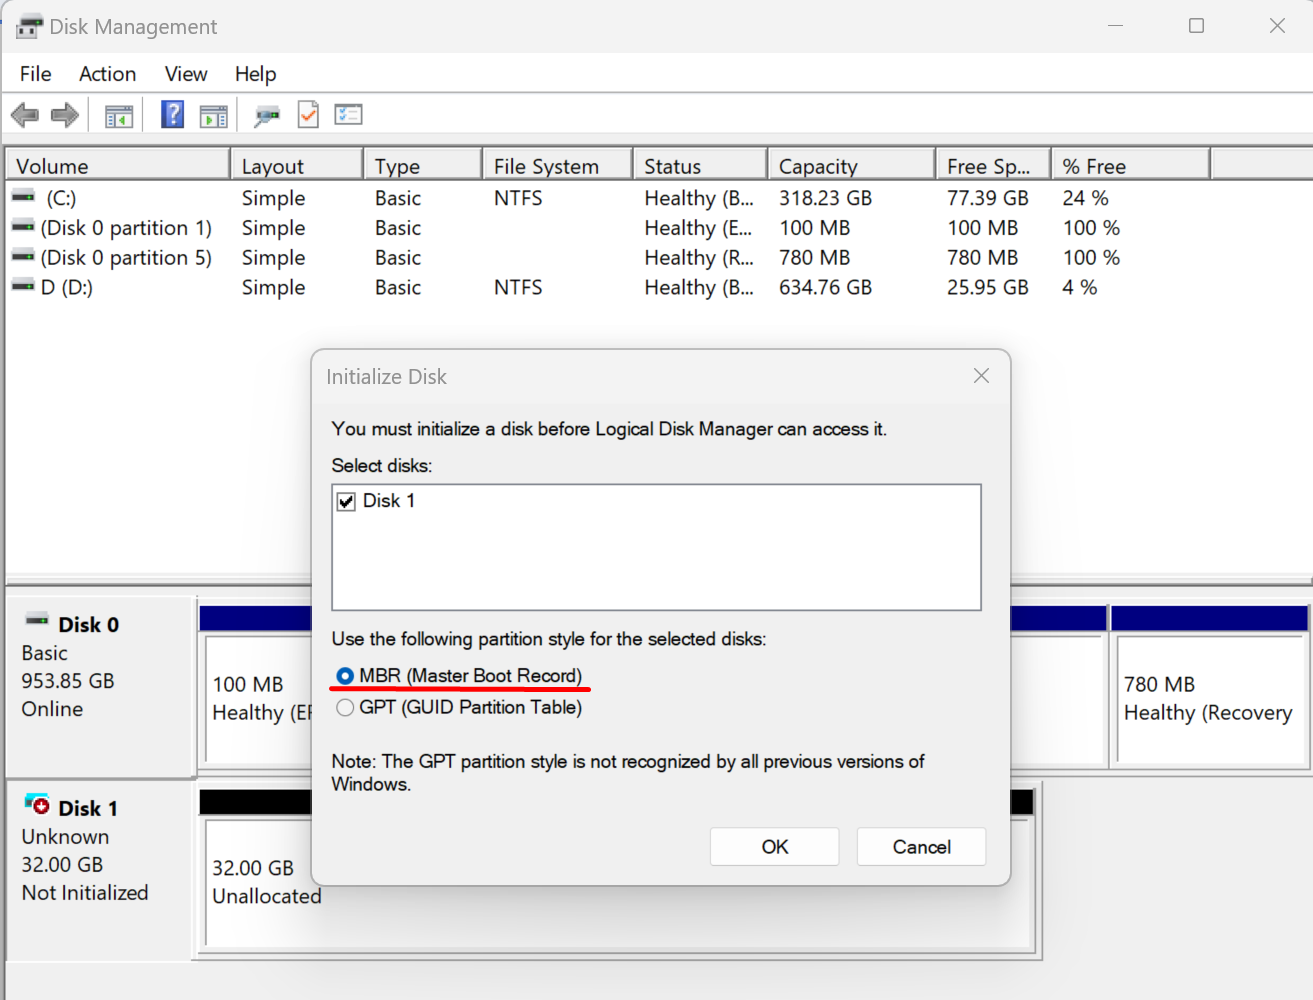 Disk Management
File Action View Help
Volume Layout Type File System Status Capacity Free Sp... % Free
(C:) Simple Basic NTFS Healthy (B... 318.23 GB 77.39 GB 24 %
(Disk 0 partition 1) Simple Basic Healthy (E... 100 MB 100 MB 100 %
(Disk 0 partition 5) Simple Basic Healthy (R... 780 MB 780 MB 100 %
D (D:) Simple Basic NTFS Healthy (B... 634.76 GB 25.95 GB 4 %
Initialize Disk
You must initialize a disk before Logical Disk Manager can access it.
Select disks:
Disk 1
Use the following partition style for the selected disks:
MBR (Master Boot Record)
GPT (GUID Partition Table)
Note: The GPT partition style is not recognized by all previous versions of
Windows.
OK Cancel
Disk 0
Basic
953.85 GB
Online
100 MB
Healthy (EF
780 MB
Healthy (Recovery
Disk 1
Unknown
32.00 GB
Not Initialized
32.00 GB
Unallocated